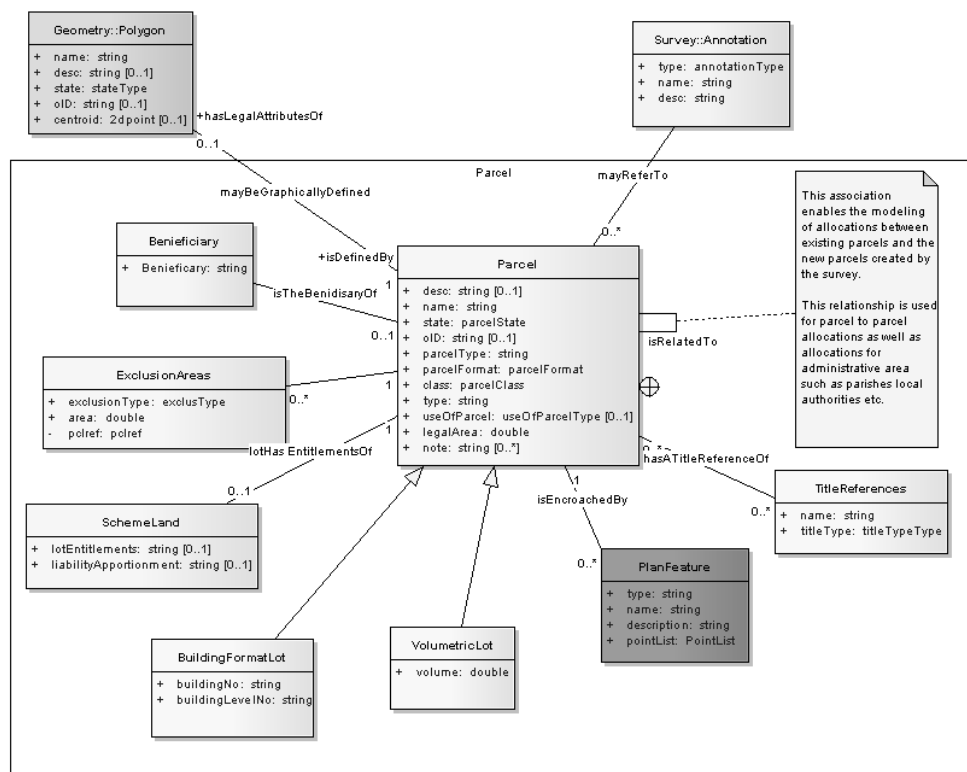 Geometry::Polygon
+ name: string
+ desc: string [0..1]
+ state: stateType
+ oID: string [0..1]
+ centroid: 2dpoint [0..1]
Survey::Annotation
+ type: annotationType
+ name: string
+ desc: string
+hasLegalAttributesOf
0..1
Parcel
mayBeGraphicallyDefined
mayReferTo
This association
enables the modeling
of allocations between
existing parcels and the
new parcels created by
the survey.
This relationship is used
for parcel to parcel
allocations as well as
allocations for
administrative area
such as parishes local
authorities etc.
Benieficiary
+ Benieficary: string
0..*
+isDefinedBy
1
isTheBenidisaryOf
0..1
Parcel
+ desc: string [0..1]
+ name: string
+ state: parcelState
+ oID: string [0..1]
+ parcelType: string
+ parcelFormat: parcelFormat
+ class: parcelClass
+ type: string
+ useOfParcel: useOfParcelType [0..1]
+ legalArea: double
+ note: string [0..*]
isRelatedTo
ExclusionAreas
+ exclusionType: exclusType
+ area: double
- pclref: pclref
1
0..*
lotHas EntitlementsOf
1
0..1
0..*
hasATitleReferenceOf
0..*
SchemeLand
+ lotEntitlements: string [0..1]
+ liabilityApportionment: string [0..1]
TitleReferences
+ name: string
+ titleType: titleTypeType
1
isEncroachedBy
0..*
PlanFeature
+ type: string
+ name: string
+ description: string
+ pointList: PointList
BuildingFormatLot
+ buildingNo: string
+ buildingLevelNo: string
VolumetricLot
+ volume: double